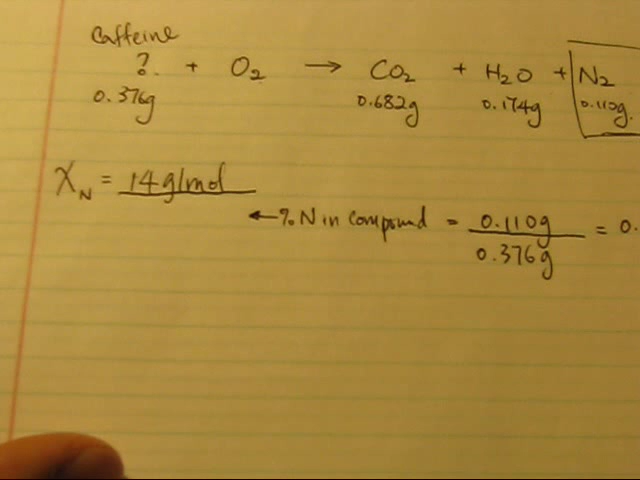 Caffeine
? + O2 → CO2 + H2O + N2
0.376g 0.682g 0.174g 0.110g.
XN = 14 g/mol
← % N in compound = 0.110g / 0.376g = 0.